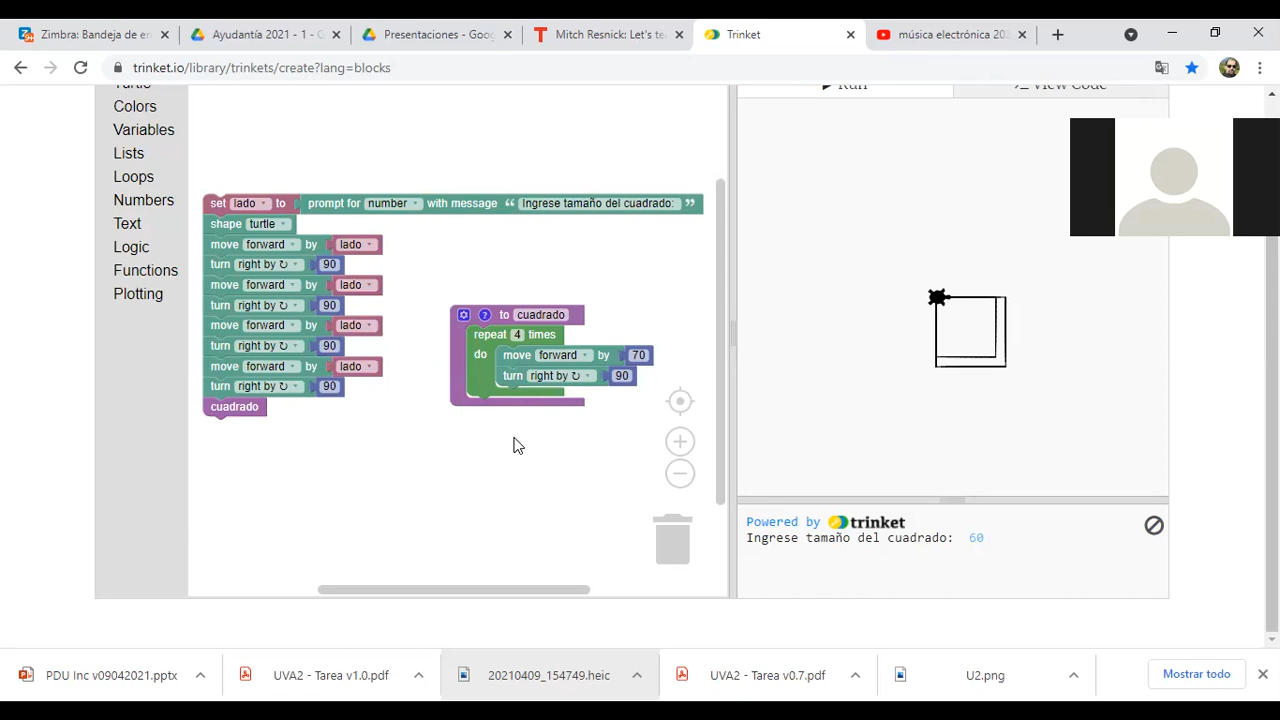 Zimbra: Bandeja de en
Ayudantía 2021 - 1 - G
Presentaciones - Goog
Mitch Resnick: Let's te
Trinket
música electrónica 202
trinket.io/library/trinkets/create?lang=blocks
Turtle
Colors
Variables
Lists
Loops
Numbers
Text
Logic
Functions
Plotting
Run
View Code
set lado to prompt for number with message “ Ingrese tamaño del cuadrado: ”
shape turtle
move forward by lado
turn right by ↻ 90
move forward by lado
turn right by ↻ 90
move forward by lado
turn right by ↻ 90
move forward by lado
turn right by ↻ 90
cuadrado
? to cuadrado
repeat 4 times
do move forward by 70
turn right by ↻ 90
Powered by trinket
Ingrese tamaño del cuadrado: 60
PDU Inc v09042021.pptx
UVA2 - Tarea v1.0.pdf
20210409_154749.heic
UVA2 - Tarea v0.7.pdf
U2.png
Mostrar todo